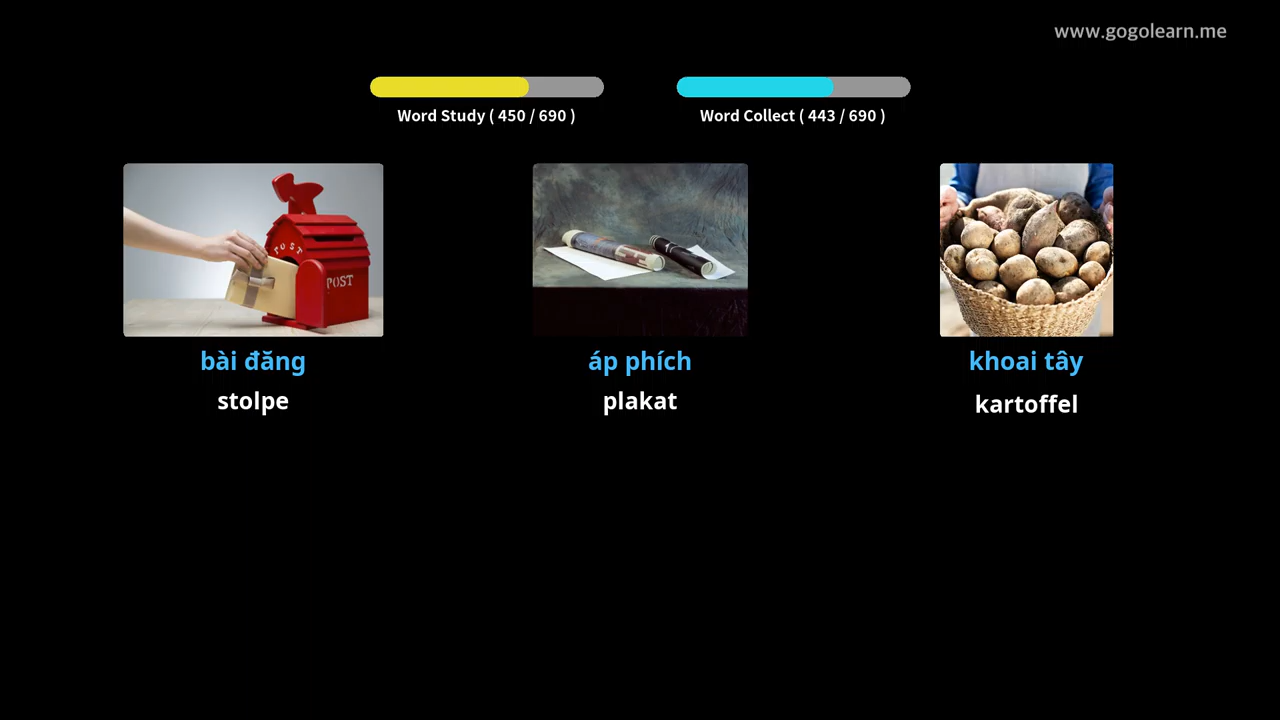 www.gogolearn.me
Word Study ( 450 / 690 )
Word Collect ( 443 / 690 )
POST
POST
bài đăng
áp phích
khoai tây
stolpe
plakat
kartoffel